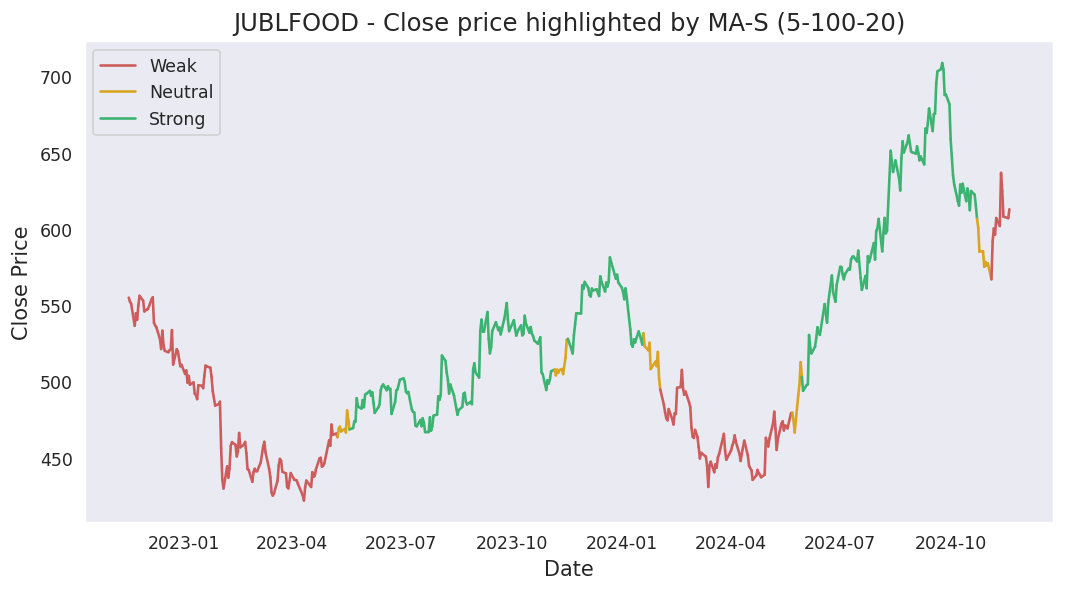 JUBLFOOD - Close price highlighted by MA-S (5-100-20)
Weak
Neutral
Strong
Close Price
700
650
600
550
500
450
2023-01 2023-04 2023-07 2023-10 2024-01 2024-04 2024-07 2024-10
Date